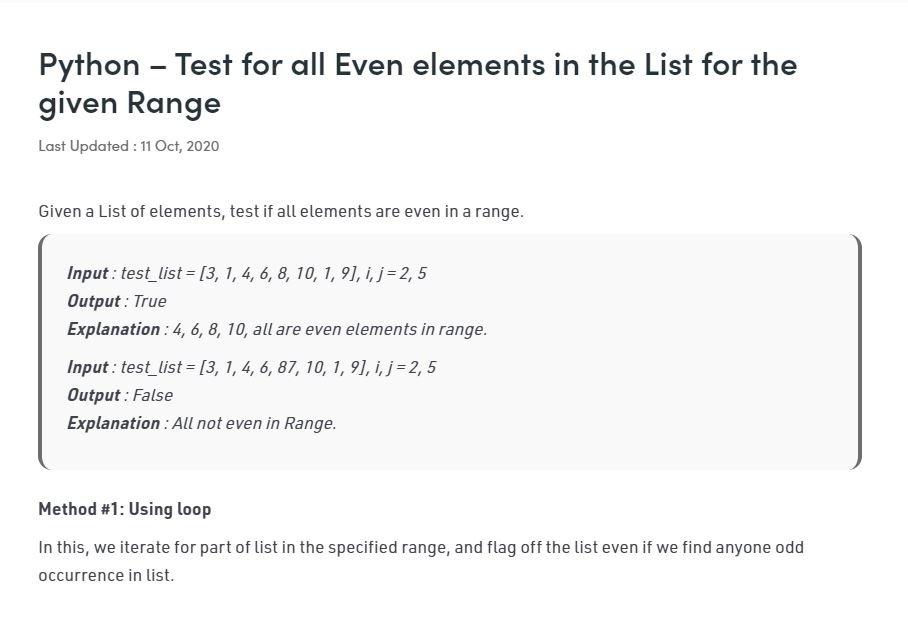 Python – Test for all Even elements in the List for the
given Range
Last Updated : 11 Oct, 2020
Given a List of elements, test if all elements are even in a range.
Input : test_list = [3, 1, 4, 6, 8, 10, 1, 9], i, j = 2, 5
Output : True
Explanation : 4, 6, 8, 10, all are even elements in range.
Input : test_list = [3, 1, 4, 6, 87, 10, 1, 9], i, j = 2, 5
Output : False
Explanation : All not even in Range.
Method #1: Using loop
In this, we iterate for part of list in the specified range, and flag off the list even if we find anyone odd
occurrence in list.